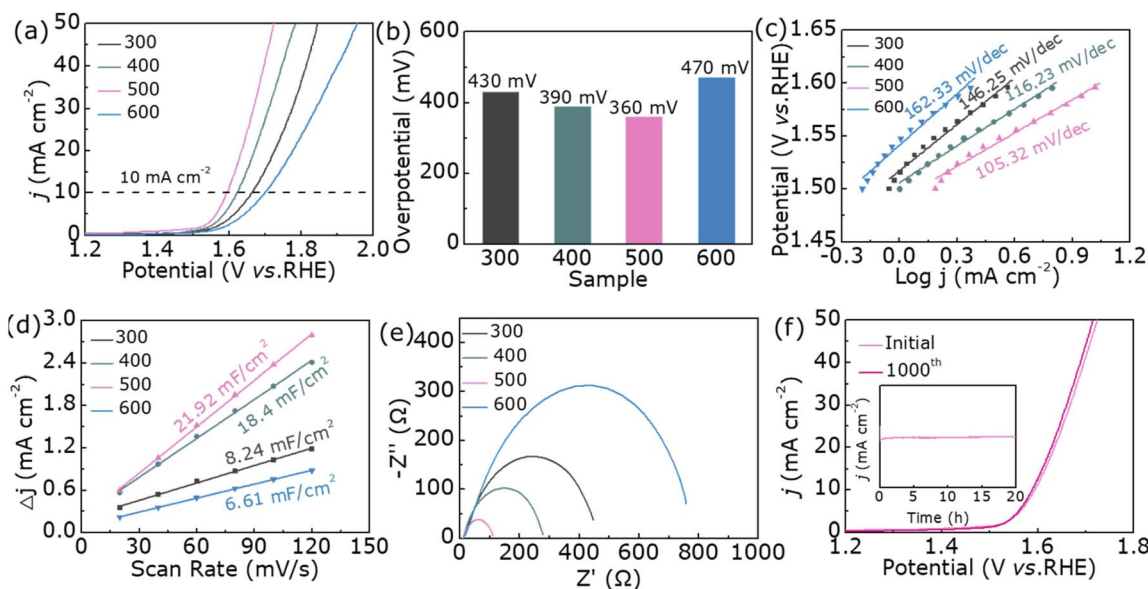 (a)
50
40
30
20
10
0
j (mA cm⁻²)
300
400
500
600
10 mA cm⁻²
1.2 1.4 1.6 1.8 2.0
Potential (V vs.RHE)
(b)
600
400
200
0
Overpotential (mV)
430 mV
390 mV
360 mV
470 mV
300 400 500 600
Sample
(c)
1.65
1.60
1.55
1.50
1.45
Potential (V vs.RHE)
300
400
500
600
162.33 mV/dec
146.25 mV/dec
116.23 mV/dec
105.32 mV/dec
-0.3 0.0 0.3 0.6 0.9 1.2
Log j (mA cm⁻²)
(d)
3.0
2.4
1.8
1.2
0.6
0.0
Δj (mA cm⁻²)
300
400
500
600
21.92 mF/cm²
18.4 mF/cm²
8.24 mF/cm²
6.61 mF/cm²
0 30 60 90 120 150
Scan Rate (mV/s)
(e)
400
300
200
100
0
-Z'' (Ω)
300
400
500
600
0 200 400 600 800 1000
Z' (Ω)
(f)
50
40
30
20
10
0
j (mA cm⁻²)
Initial
1000ᵗʰ
j (mA cm⁻²)
0 5 10 15 20
Time (h)
1.2 1.4 1.6 1.8
Potential (V vs.RHE)